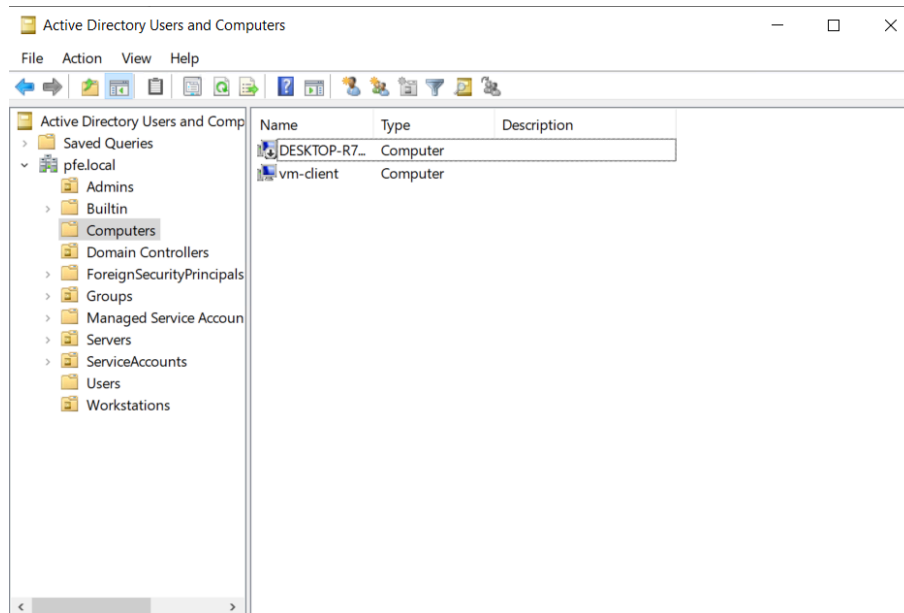 Active Directory Users and Computers
File Action View Help
Active Directory Users and Comp
Saved Queries
pfe.local
Admins
Builtin
Computers
Domain Controllers
ForeignSecurityPrincipals
Groups
Managed Service Accoun
Servers
ServiceAccounts
Users
Workstations
Name Type Description
DESKTOP-R7... Computer
vm-client Computer